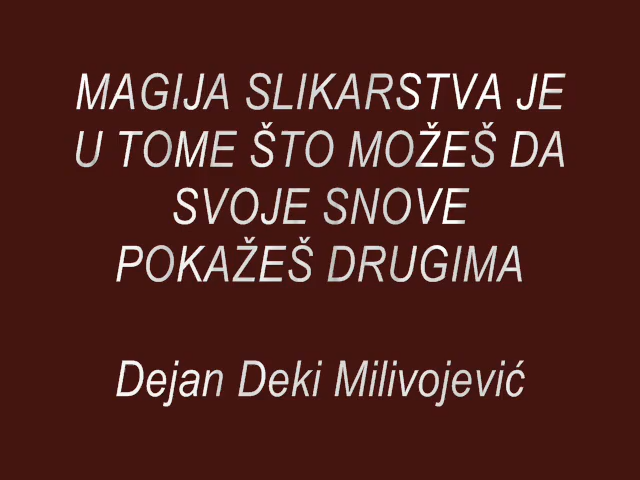 MAGIJA SLIKARSTVA JE
U TOME ŠTO MOŽEŠ DA
SVOJE SNOVE
POKAŽEŠ DRUGIMA
Dejan Deki Milivojević